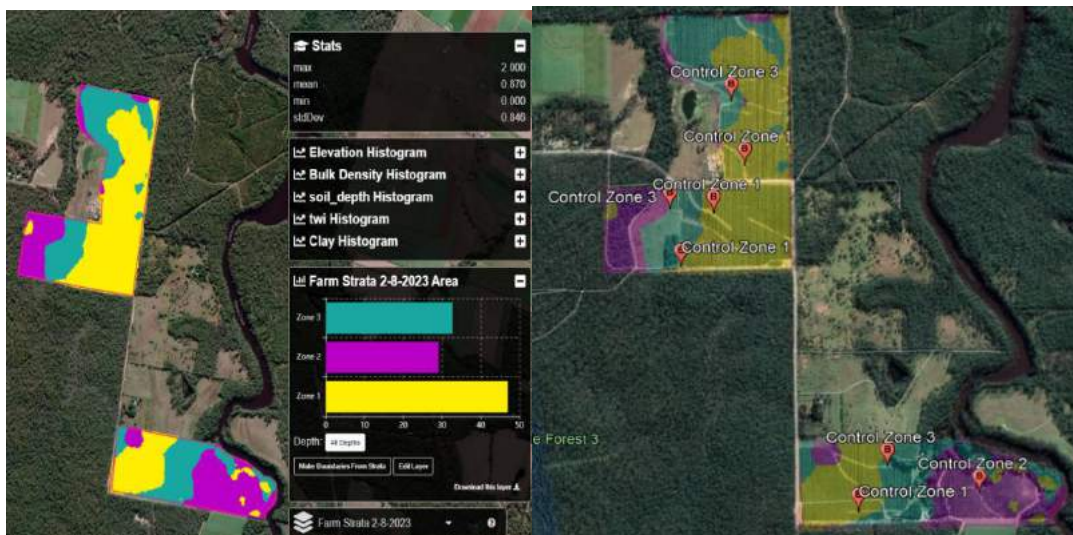 Stats
max 2.000
mean 0.870
min 0.000
stdDev 0.846
Elevation Histogram
Bulk Density Histogram
soil_depth Histogram
twi Histogram
Clay Histogram
Farm Strata 2-8-2023 Area
Zone 3
Zone 2
Zone 1
0 10 20 30 40 50
Depth: All Depths
Make Boundaries From Strata Edit Layer
Download this layer
Farm Strata 2-8-2023
Control Zone 3
B
Control Zone 1
B
Control Zone 1
Control Zone 3
B
B
Control Zone 1
e Forest 3
Control Zone 3
B
Control Zone 2
B
Control Zone 1